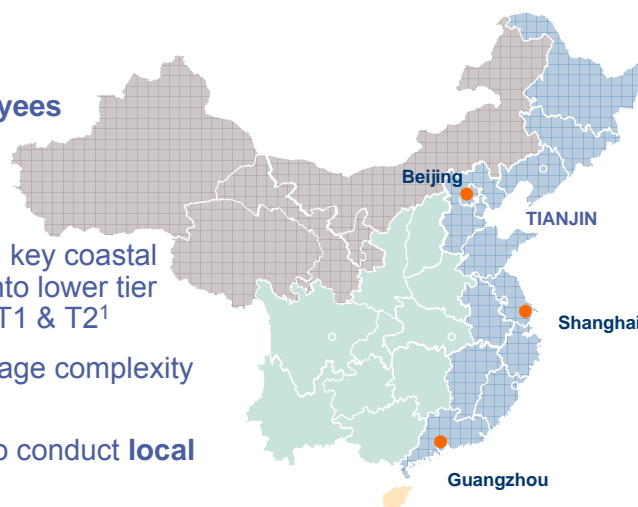 yees
Beijing
TIANJIN
key coastal
nto lower tier
T1 & T2¹
Shanghai
age complexity
o conduct local
Guangzhou